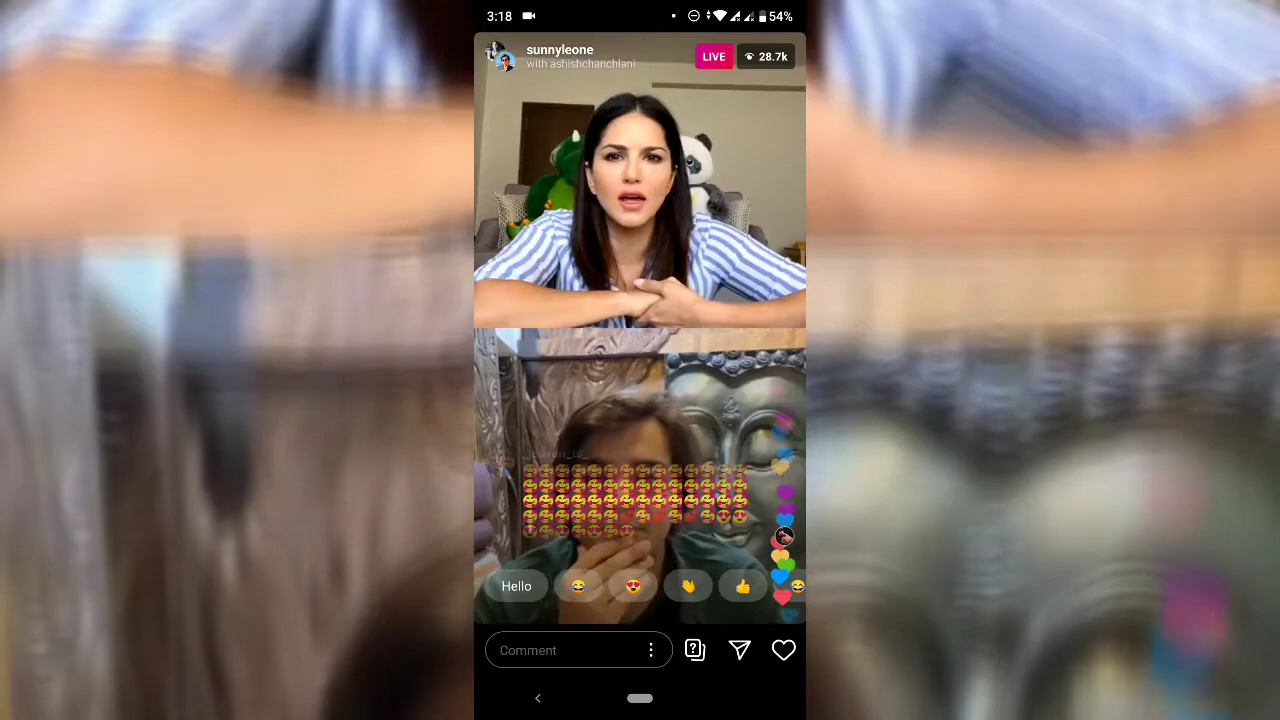 3:18
54%
sunnyleone
with ashishchanchlani
LIVE
28.7k
Hello
Comment